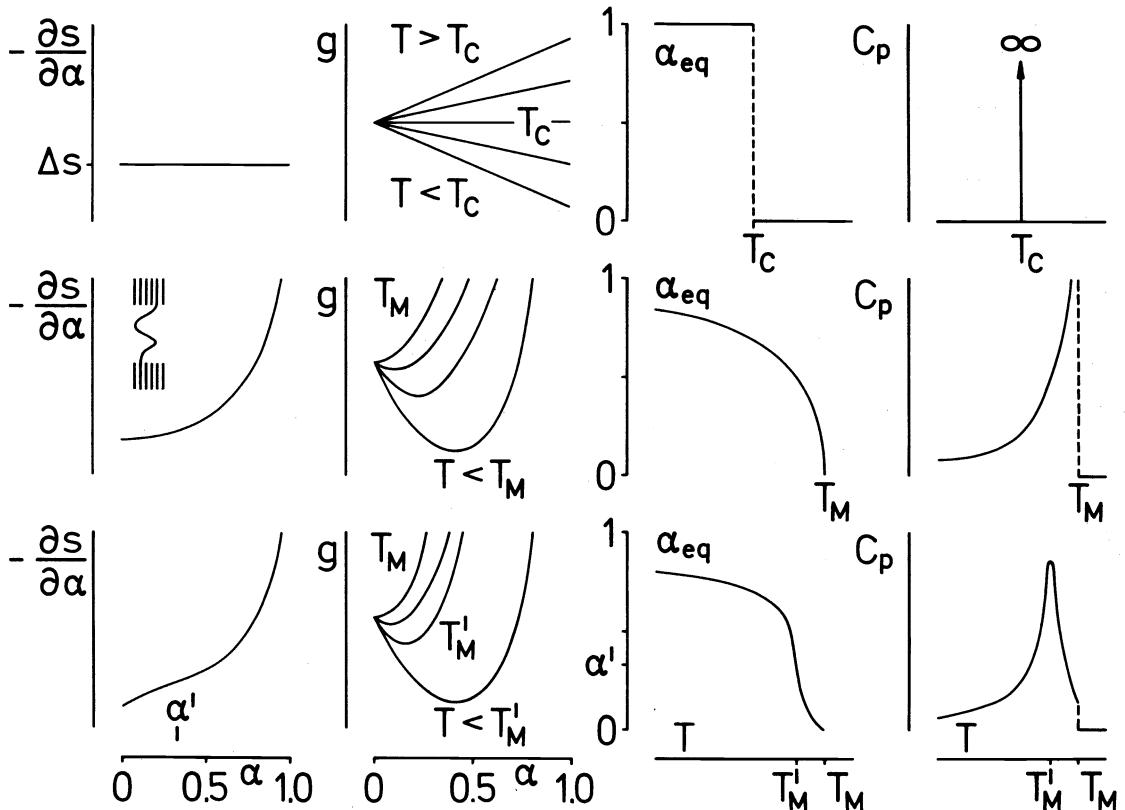 − ∂s/∂α
Δs
g
T > T_C
T_C
T < T_C
1
α_eq
0
T_C
C_p
∞
T_C
− ∂s/∂α
g
T_M
T < T_M
1
α_eq
0
T_M
C_p
T_M
− ∂s/∂α
α'
0 0.5 α 1.0
g
T_M
T'_M
T < T'_M
0 0.5 α 1.0
1
α_eq
α'
0
T
T'_M T_M
C_p
T
T'_M T_M